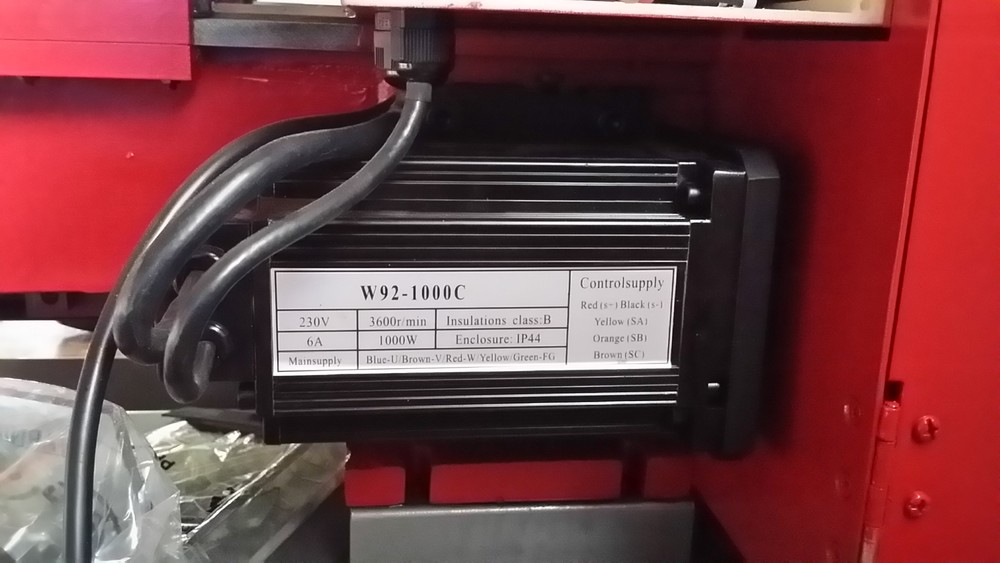 W92-1000C
230V 3600r/min Insulations class:B
6A 1000W Enclosure: IP44
Mainsupply Blue-U/Brown-V/Red-W/Yellow/Green-FG
Controlsupply
Red(s+) Black(s-)
Yellow(SA)
Orange(SB)
Brown(SC)